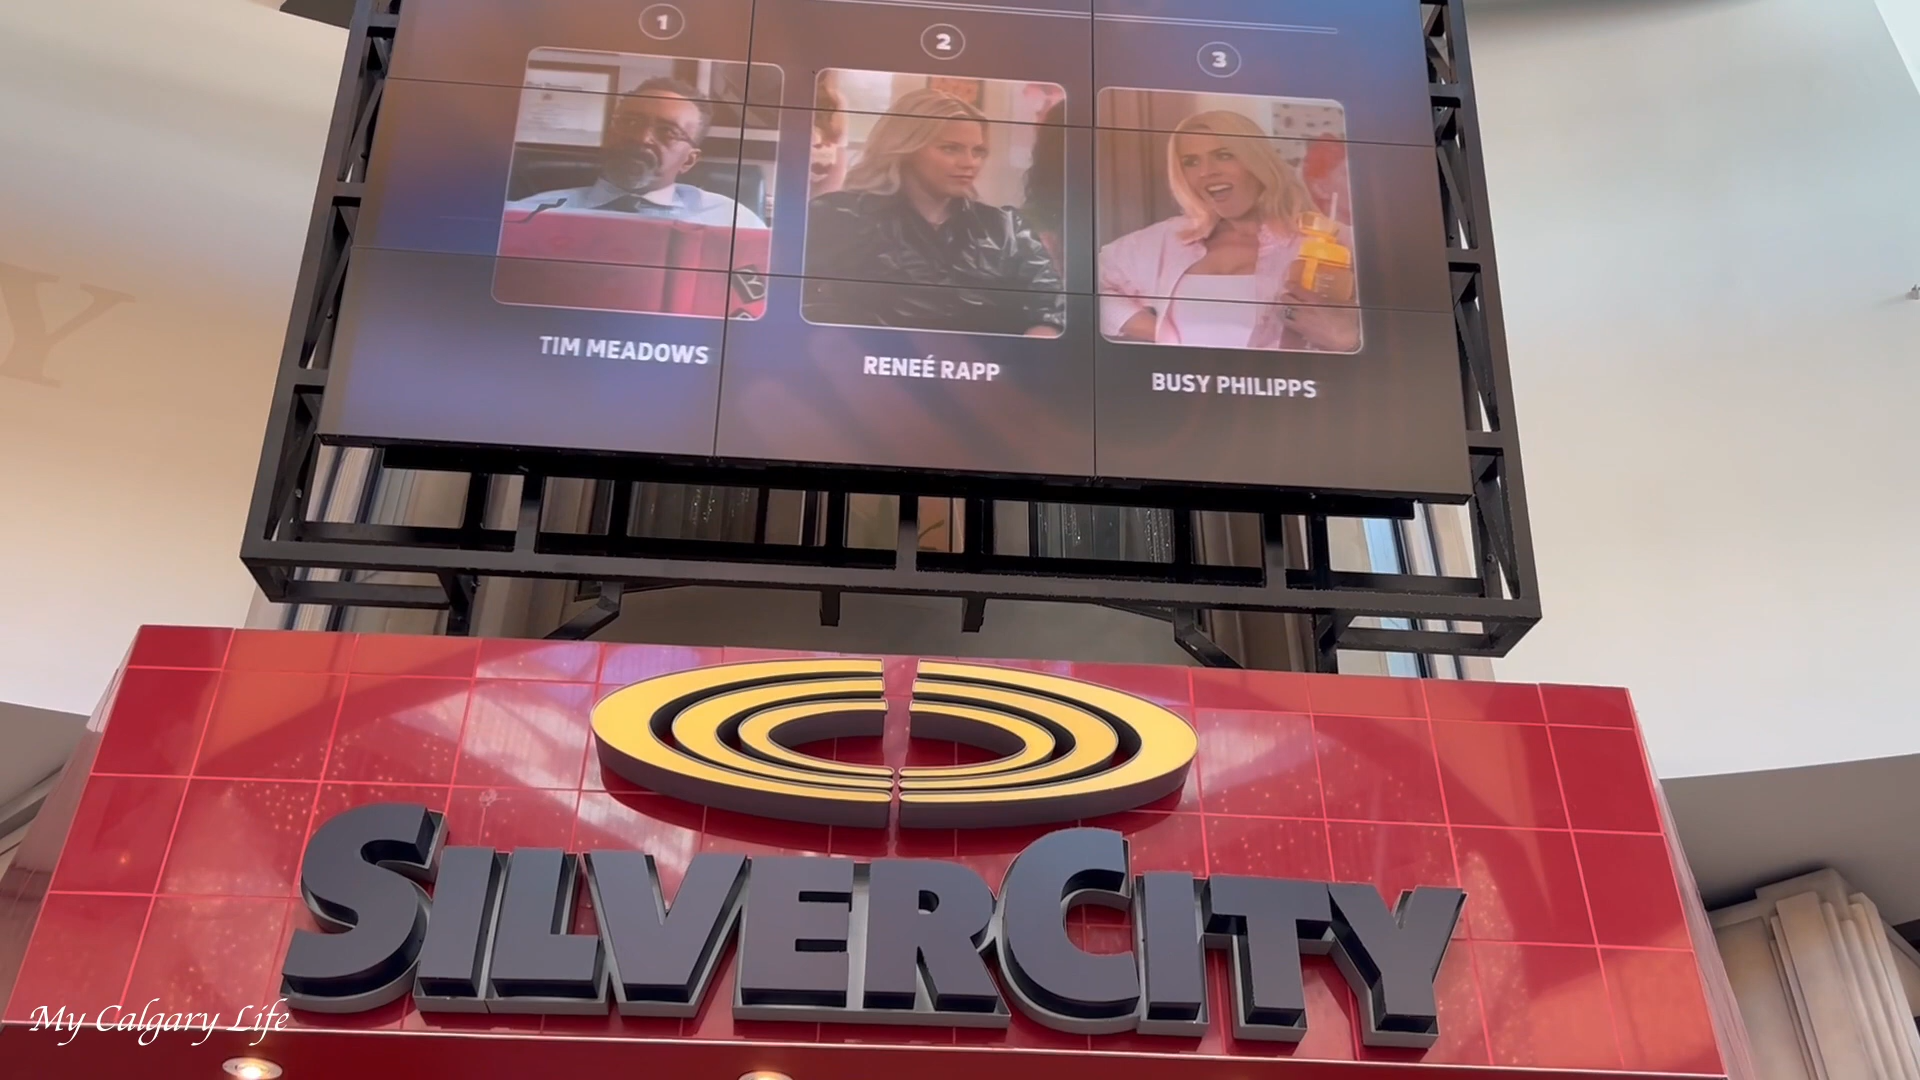 1
2
3
TIM MEADOWS
RENEÉ RAPP
BUSY PHILIPPS
SILVERCITY
Y
My Calgary Life